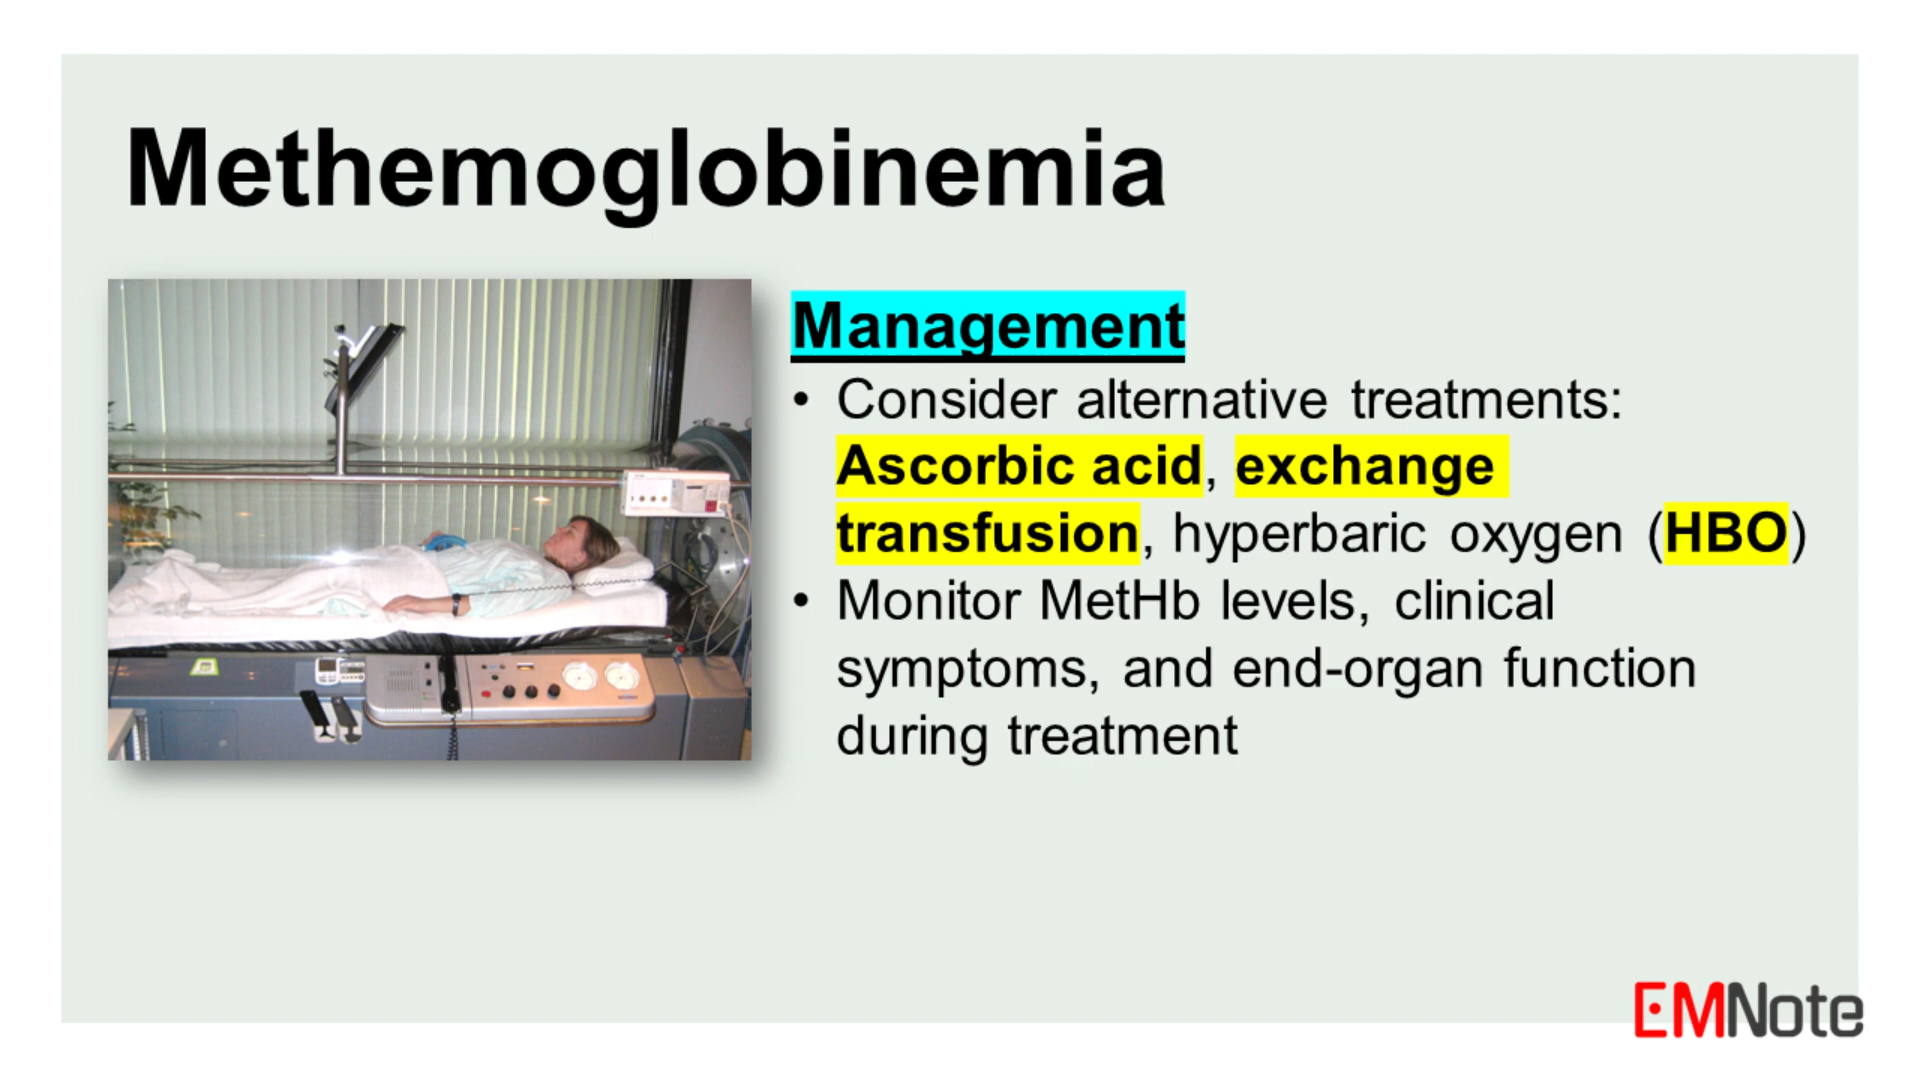 Methemoglobinemia
Management
• Consider alternative treatments:
Ascorbic acid, exchange
transfusion, hyperbaric oxygen (HBO)
• Monitor MetHb levels, clinical
symptoms, and end-organ function
during treatment
EMNote